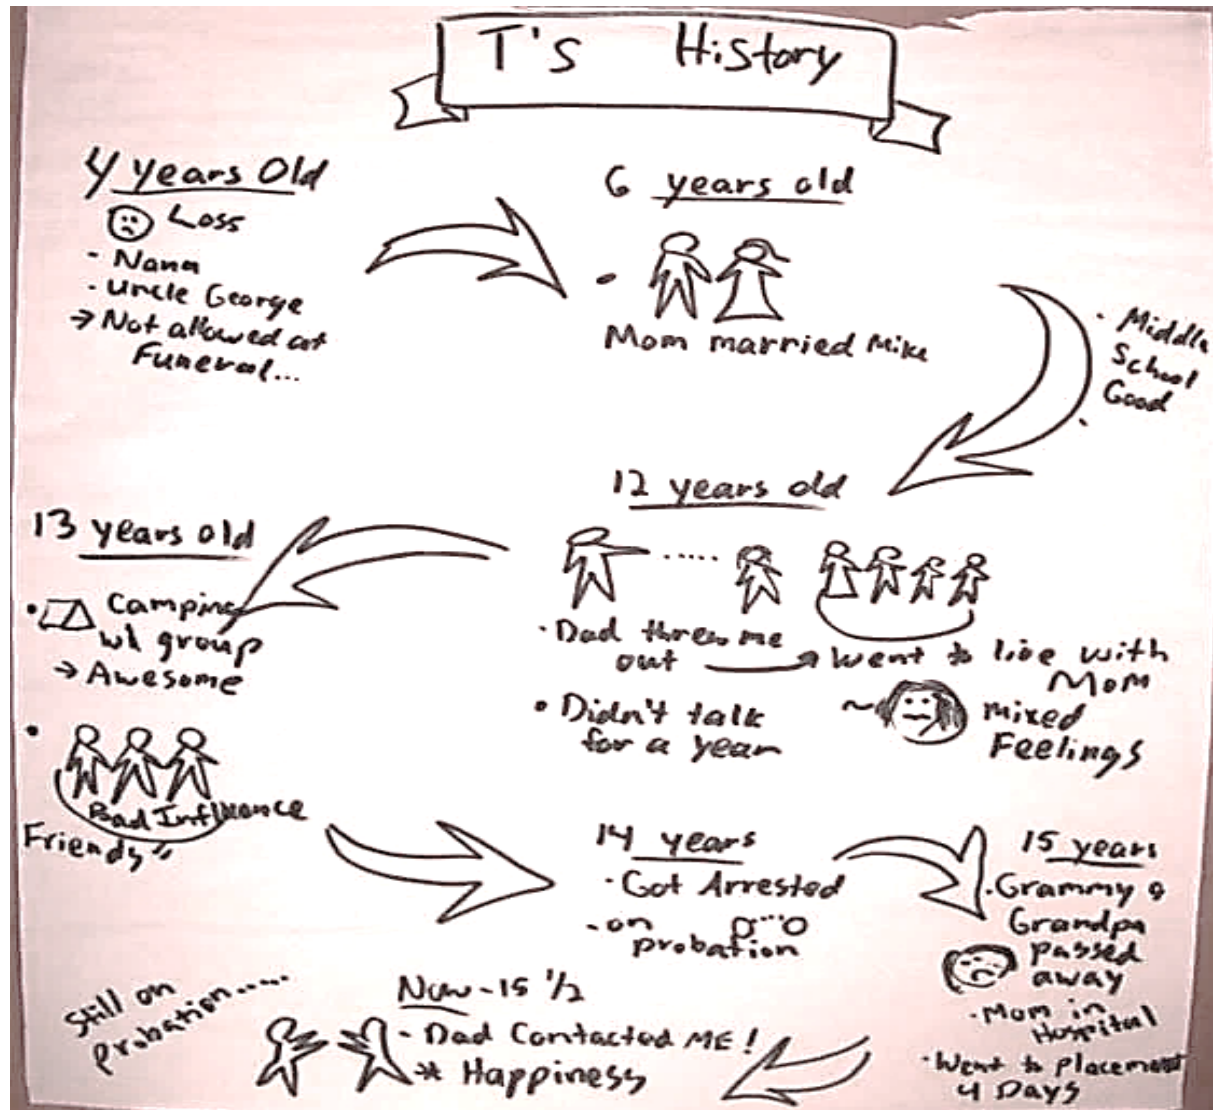 T's History
4 years Old
Loss
- Nana
- Uncle George
→ Not allowed at
Funeral...
6 years old
Mom married Mike
• Middle
School
Good
12 years old
- Dad threw me
out
Went to live with
Mom
• Didn't talk
for a year
~ mixed
Feelings
13 years old
• Camping
w/ group
→ Awesome
•
Bad Influence
Friends"
14 years
- Got Arrested
- on
probation
15 years
- Grammy &
Grandpa
passed
away
- Mom in
Hospital
- Went to placement
4 Days
Now - 15 1/2
- Dad Contacted ME!
* Happiness
Still on
probation.....